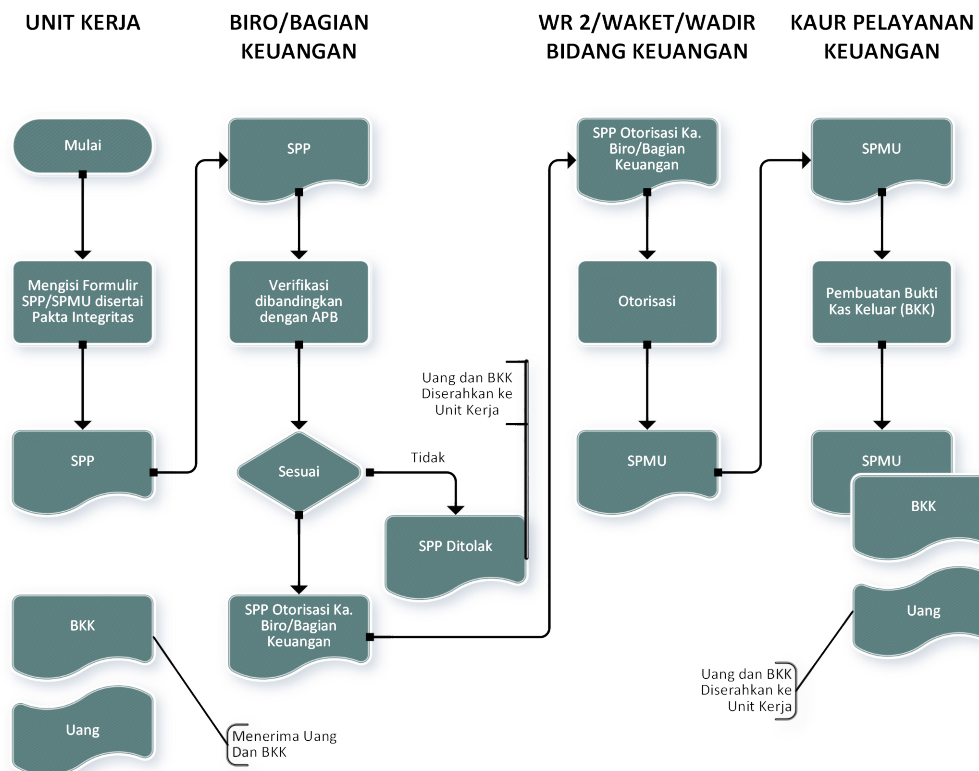 UNIT KERJA
BIRO/BAGIAN
KEUANGAN
WR 2/WAKET/WADIR
BIDANG KEUANGAN
KAUR PELAYANAN
KEUANGAN
Mulai
Mengisi Formulir
SPP/SPMU disertai
Pakta Integritas
SPP
BKK
Uang
Menerima Uang
Dan BKK
SPP
Verifikasi
dibandingkan
dengan APB
Sesuai
Tidak
SPP Ditolak
Uang dan BKK
Diserahkan ke
Unit Kerja
SPP Otorisasi Ka.
Biro/Bagian
Keuangan
SPP Otorisasi Ka.
Biro/Bagian
Keuangan
Otorisasi
SPMU
SPMU
Pembuatan Bukti
Kas Keluar (BKK)
SPMU
BKK
Uang
Uang dan BKK
Diserahkan ke
Unit Kerja